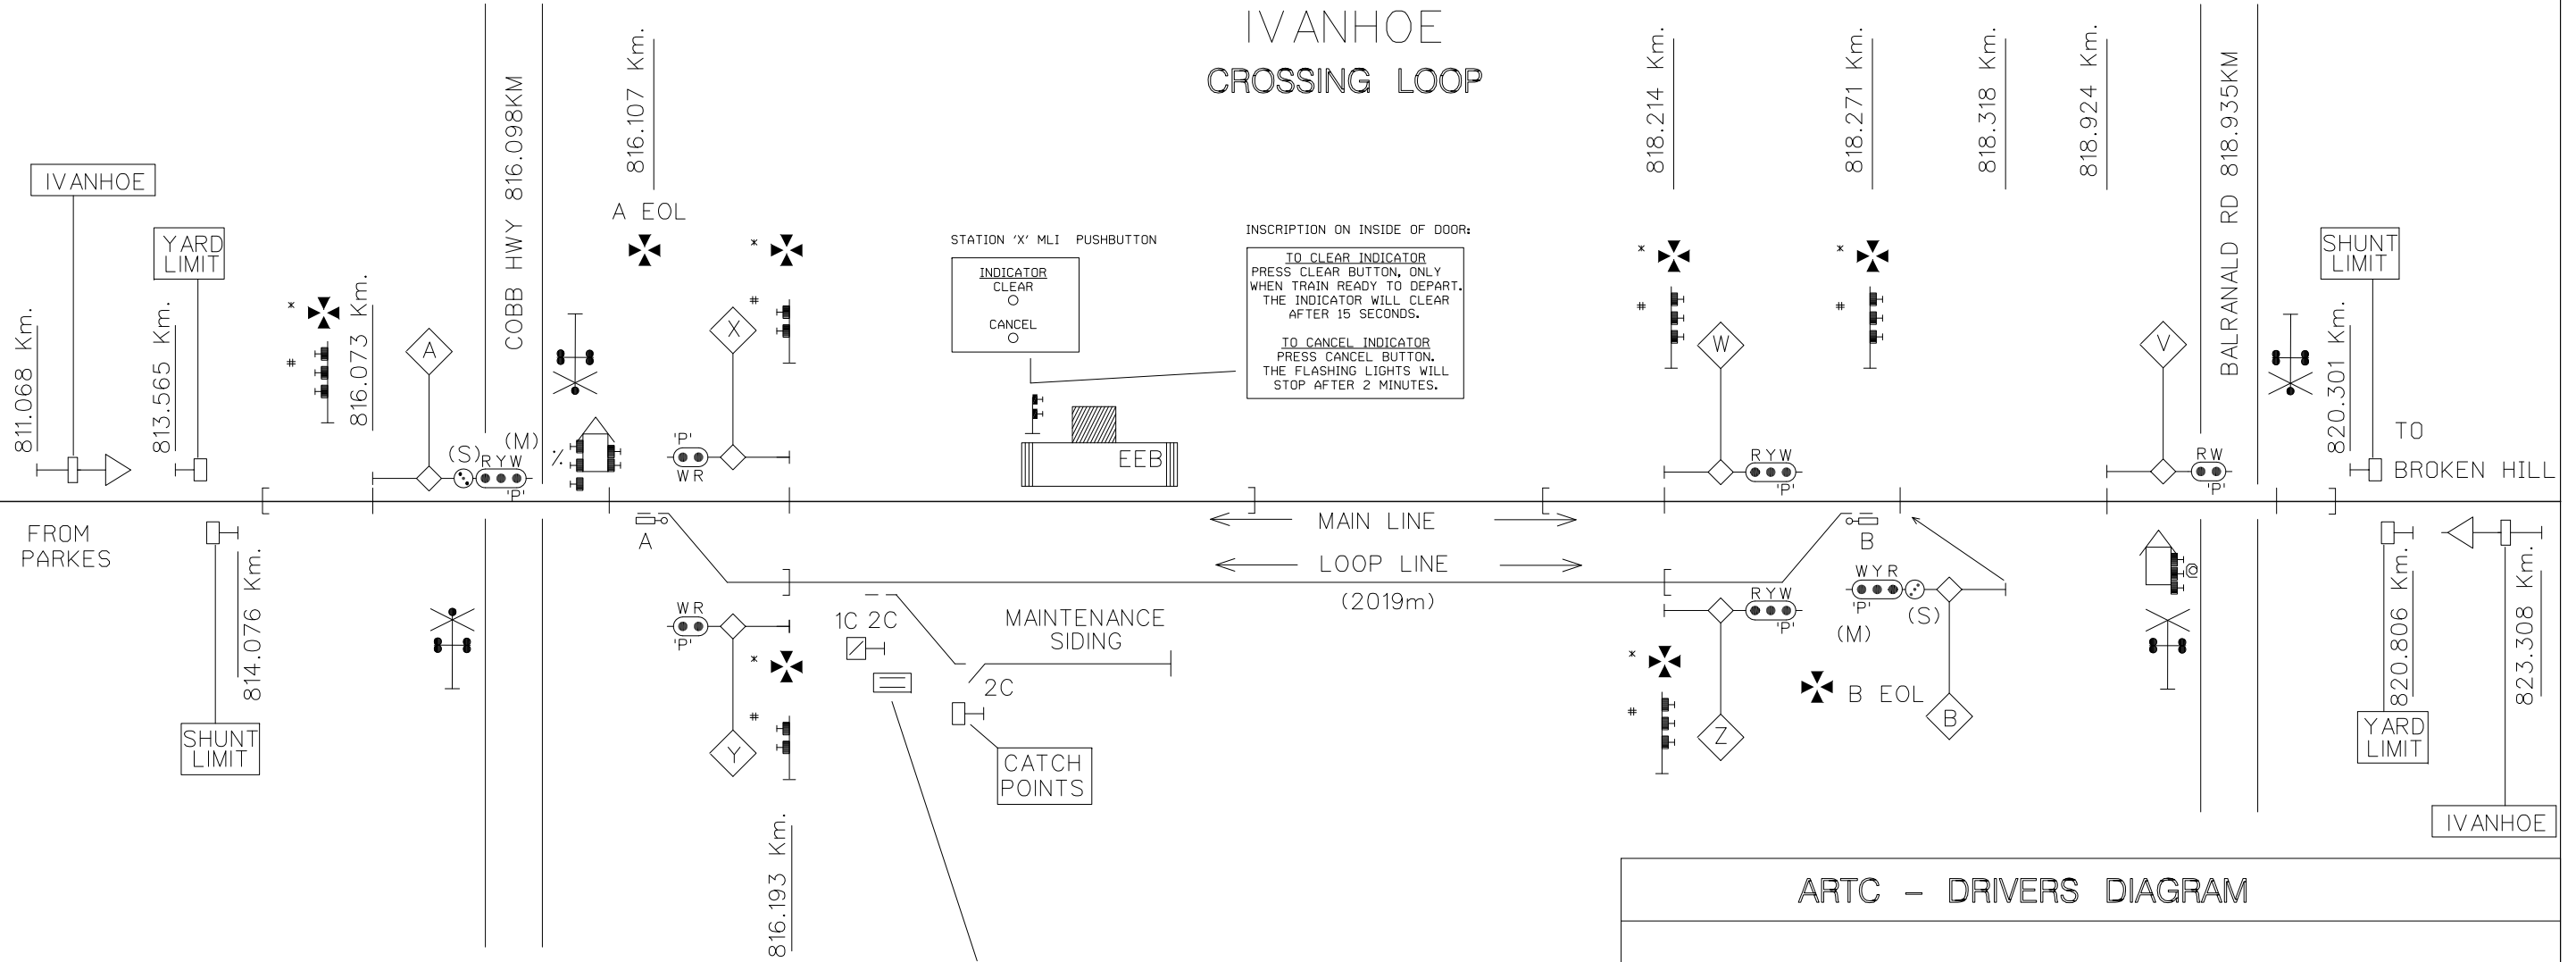 IVANHOE
CROSSING LOOP
811.068 Km.
IVANHOE
813.565 Km.
YARD
LIMIT
814.076 Km.
SHUNT
LIMIT
FROM
PARKES
*
#
816.073 Km.
A
(S)
(M)
RYW
'P'
COBB HWY 816.098KM
%
816.107 Km.
A EOL
A
*
#
X
'P'
WR
WR
'P'
Y
*
#
816.193 Km.
STATION 'X' MLI PUSHBUTTON
INDICATOR
CLEAR
CANCEL
INSCRIPTION ON INSIDE OF DOOR:
TO CLEAR INDICATOR
PRESS CLEAR BUTTON, ONLY
WHEN TRAIN READY TO DEPART.
THE INDICATOR WILL CLEAR
AFTER 15 SECONDS.
TO CANCEL INDICATOR
PRESS CANCEL BUTTON.
THE FLASHING LIGHTS WILL
STOP AFTER 2 MINUTES.
EEB
MAIN LINE
LOOP LINE
(2019m)
1C 2C
MAINTENANCE
SIDING
2C
CATCH
POINTS
818.214 Km.
*
#
W
RYW
'P'
RYW
'P'
Z
*
#
818.271 Km.
*
#
818.318 Km.
B
WYR
'P'
(S)
(M)
B EOL
B
818.924 Km.
V
RW
'P'
BALRANALD RD 818.935KM
@
820.301 Km.
SHUNT
LIMIT
TO
BROKEN HILL
820.806 Km.
YARD
LIMIT
823.308 Km.
IVANHOE
ARTC - DRIVERS DIAGRAM